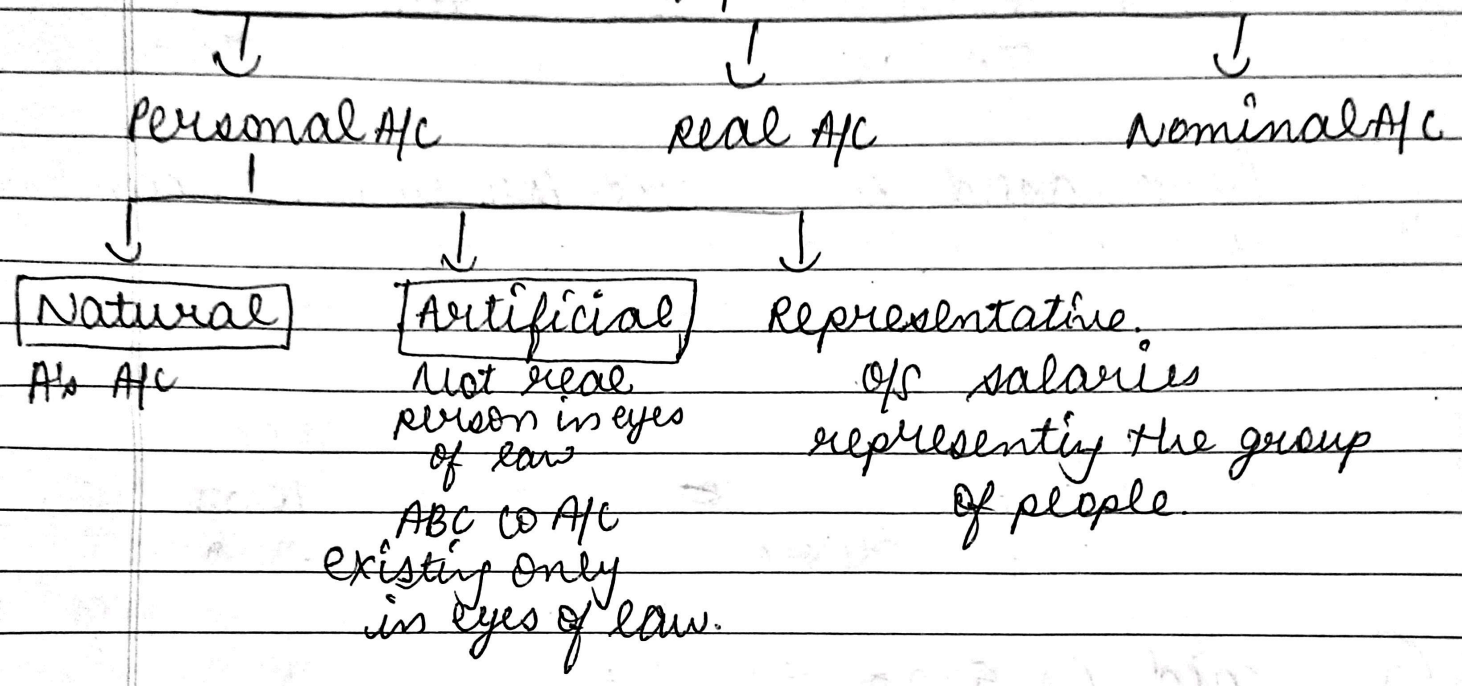 Personal A/C Real A/C Nominal A/C
Natural Artificial Representative.
A's A/C Not real o/s salaries
person in eyes representing the group
of law of people.
ABC CO A/C
existing only
in eyes of law.